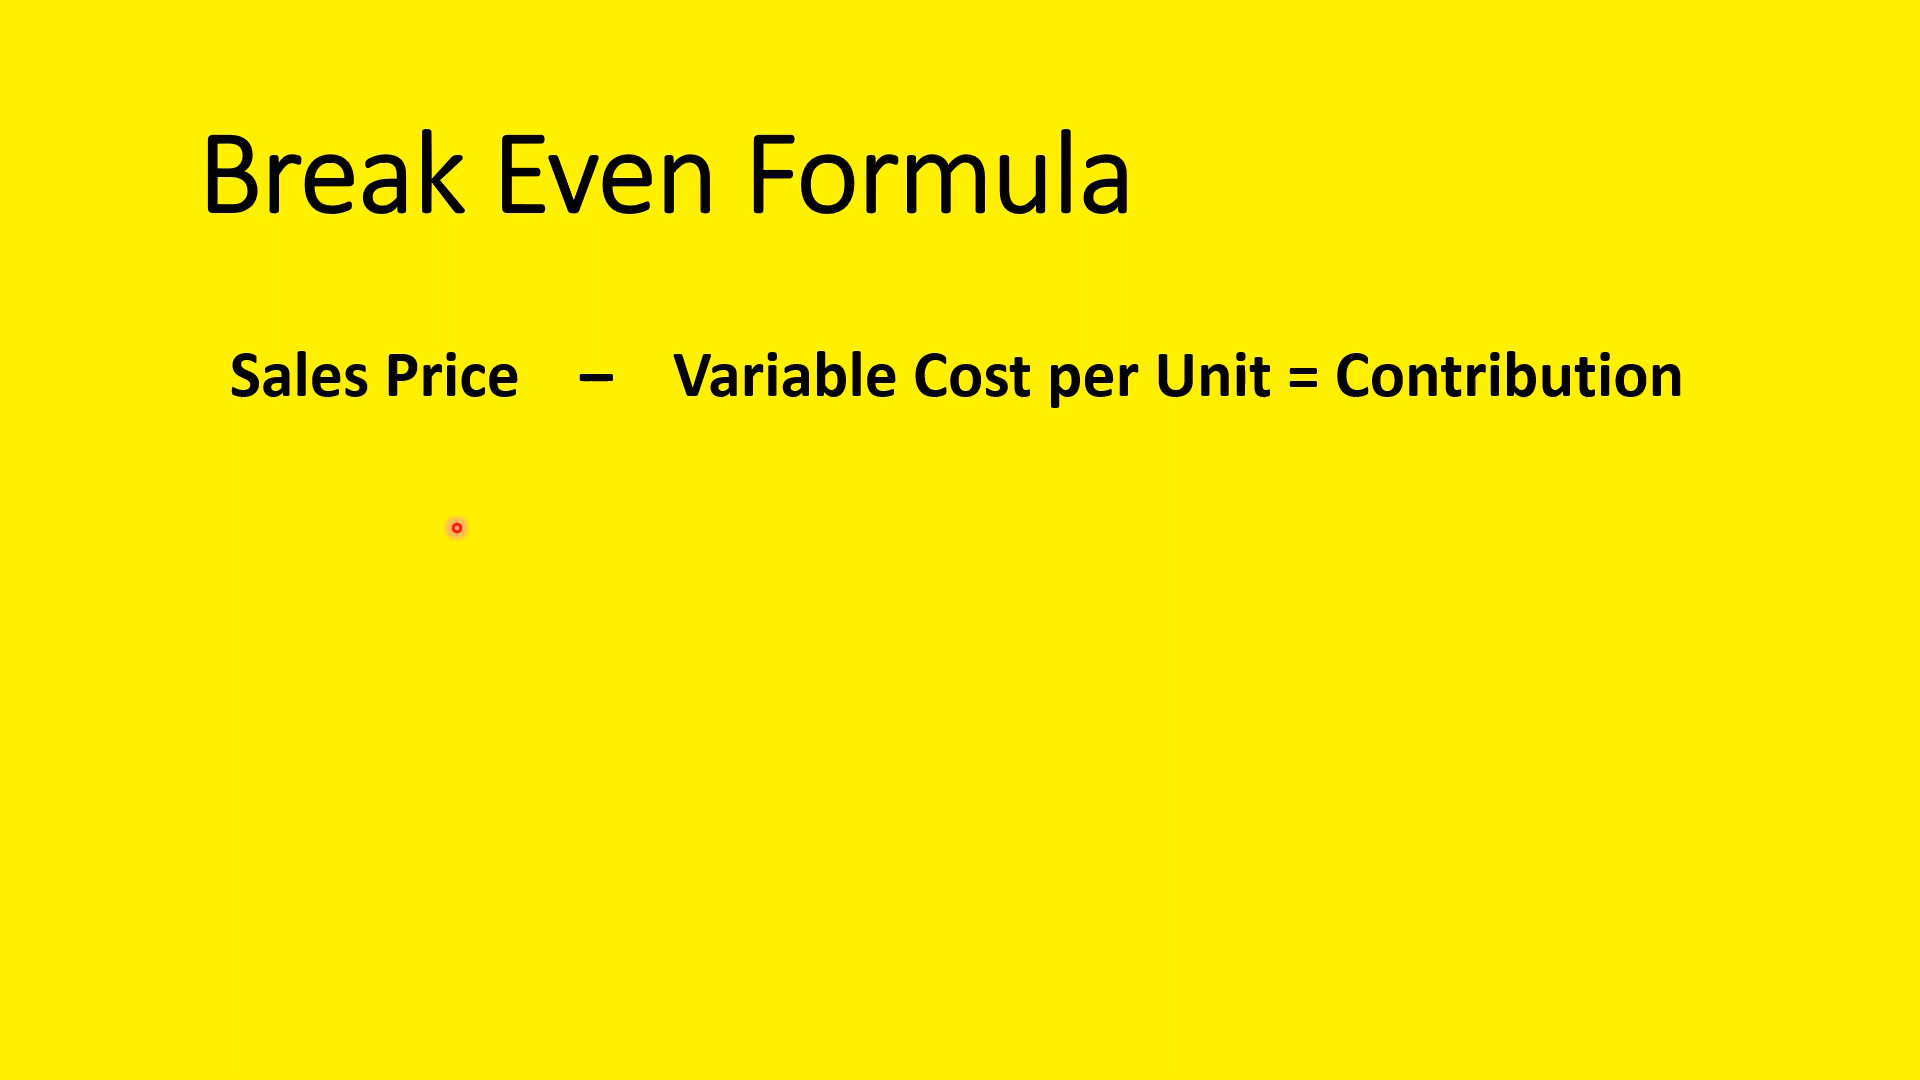 Break Even Formula
Sales Price – Variable Cost per Unit = Contribution